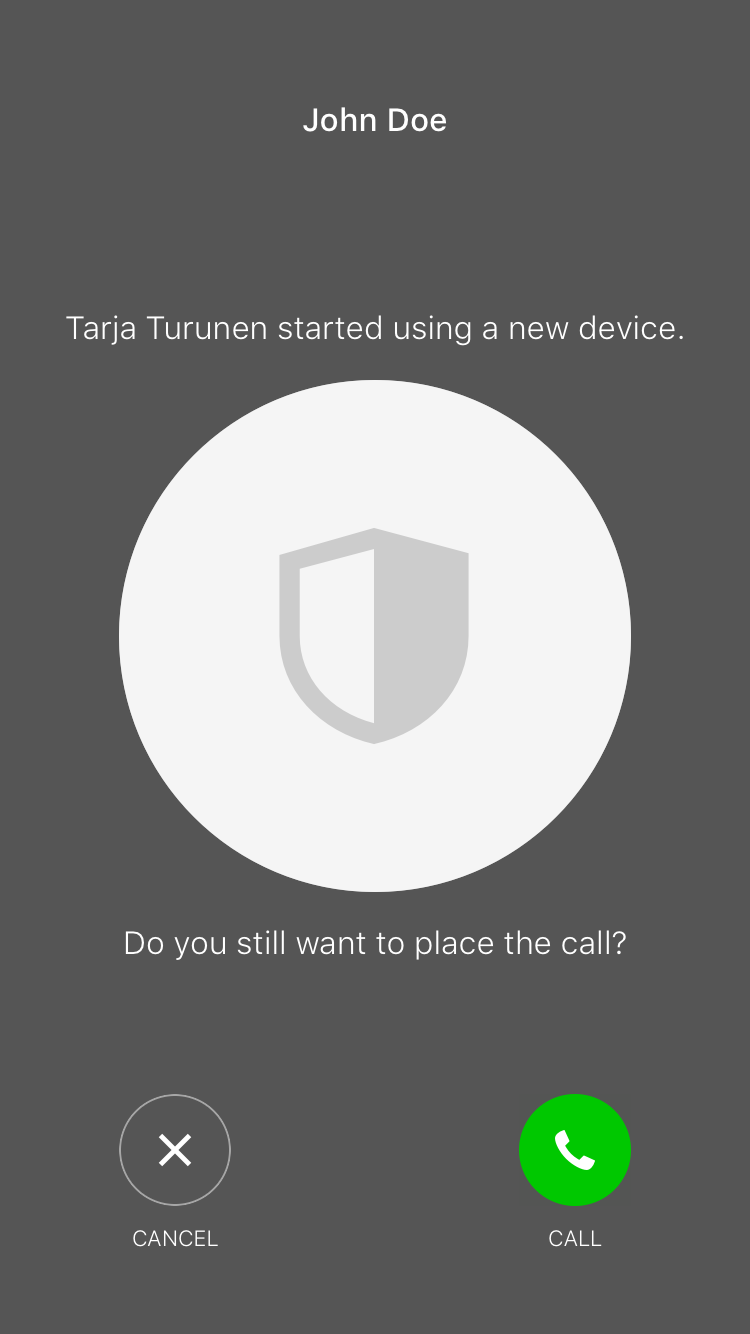 John Doe
Tarja Turunen started using a new device.
Do you still want to place the call?
CANCEL
CALL